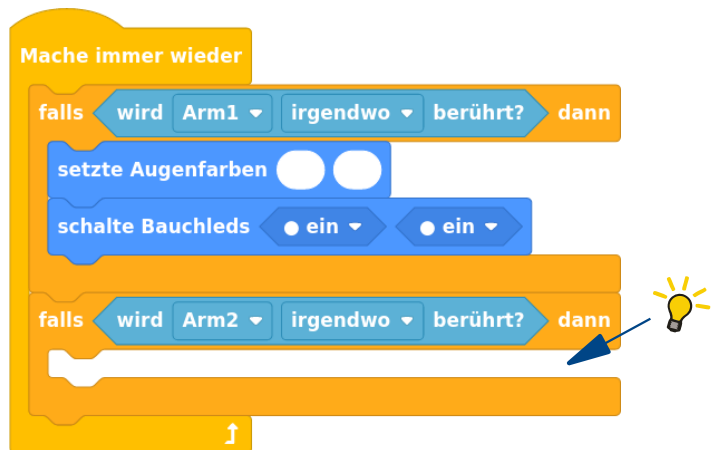 Mache immer wieder
falls wird Arm1 irgendwo berührt? dann
setzte Augenfarben
schalte Bauchleds ein ein
falls wird Arm2 irgendwo berührt? dann